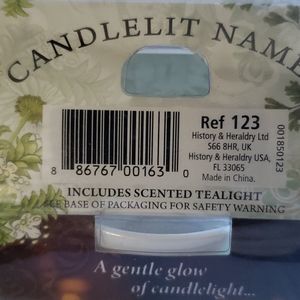 CANDLELIT NAME
Ref 123
History & Heraldry Ltd
S66 8HR, UK
History & Heraldry USA,
FL 33065
Made in China.
001850123
8 86767 00163 0
INCLUDES SCENTED TEALIGHT
SEE BASE OF PACKAGING FOR SAFETY WARNING
A gentle glow
of candlelight...